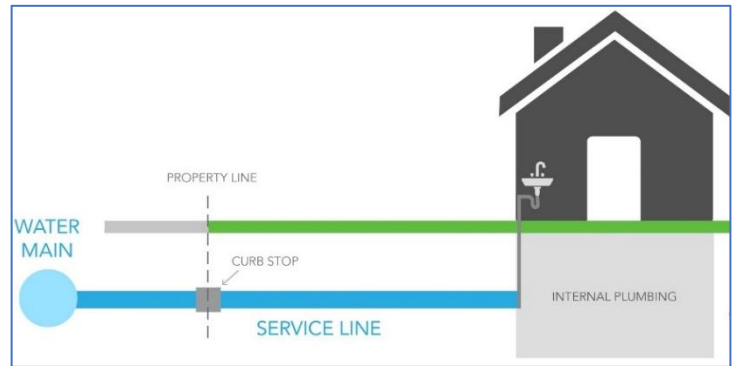 PROPERTY LINE
WATER
MAIN
CURB STOP
INTERNAL PLUMBING
SERVICE LINE